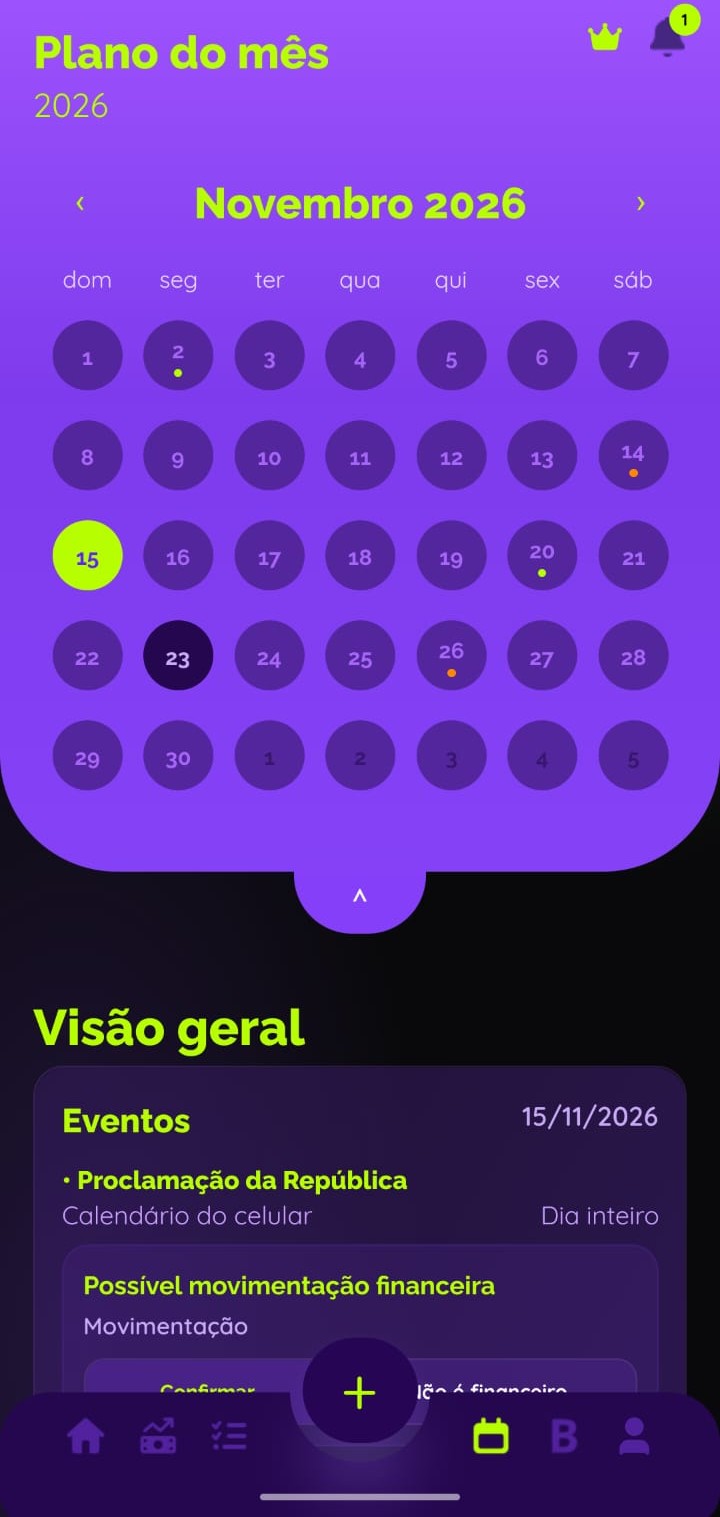 Plano do mês
1
2026
‹ Novembro 2026 ›
dom seg ter qua qui sex sáb
1 2 3 4 5 6 7
8 9 10 11 12 13 14
15 16 17 18 19 20 21
22 23 24 25 26 27 28
29 30 1 2 3 4 5
Visão geral
Eventos 15/11/2026
• Proclamação da República
Calendário do celular Dia inteiro
Possível movimentação financeira
Movimentação
Confirmar Não é financeiro
+
B